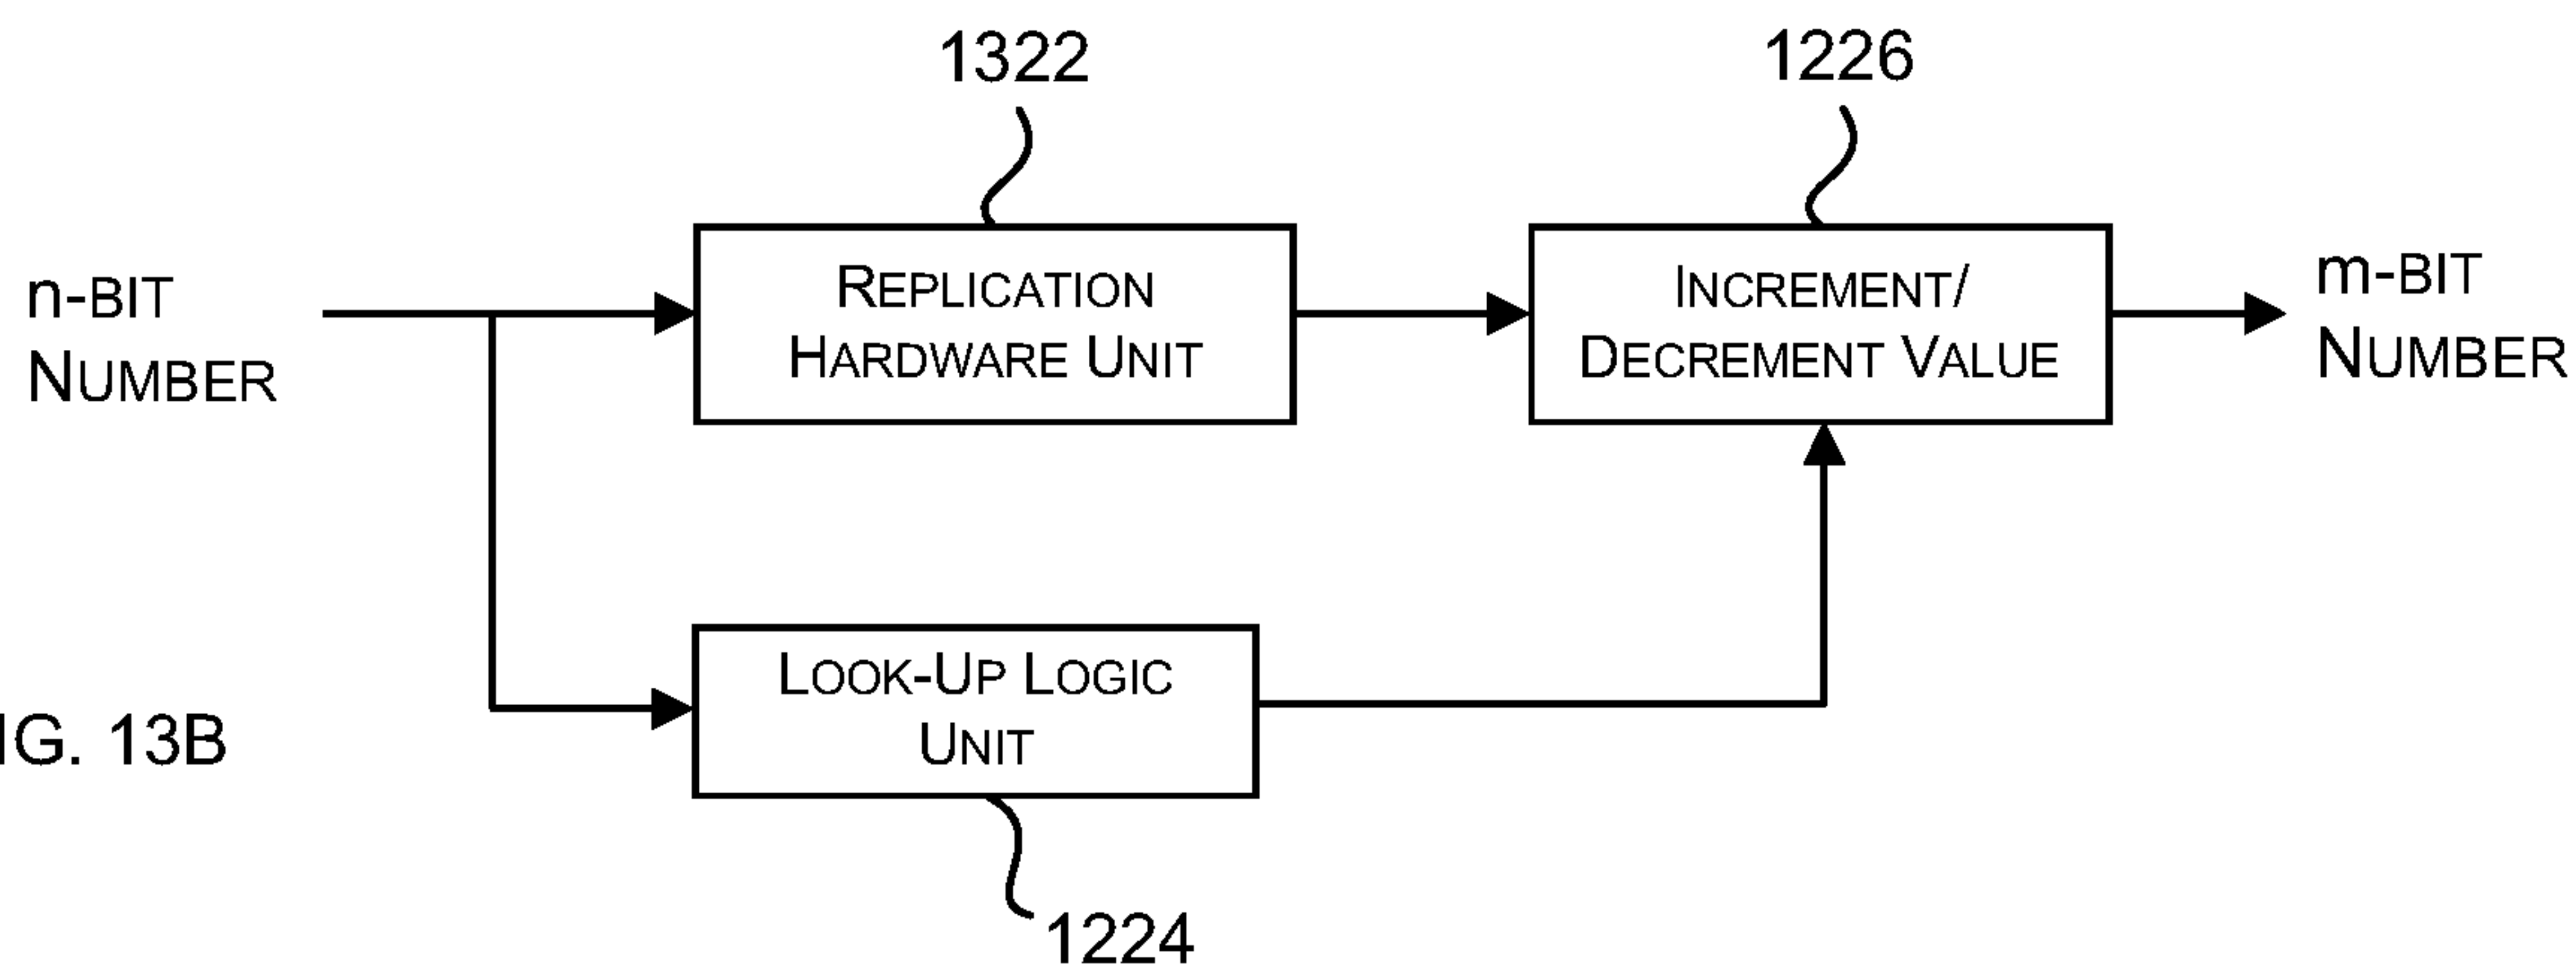 1322
1226
n-BIT
NUMBER
REPLICATION
HARDWARE UNIT
INCREMENT/
DECREMENT VALUE
m-BIT
NUMBER
LOOK-UP LOGIC
UNIT
IG. 13B
1224